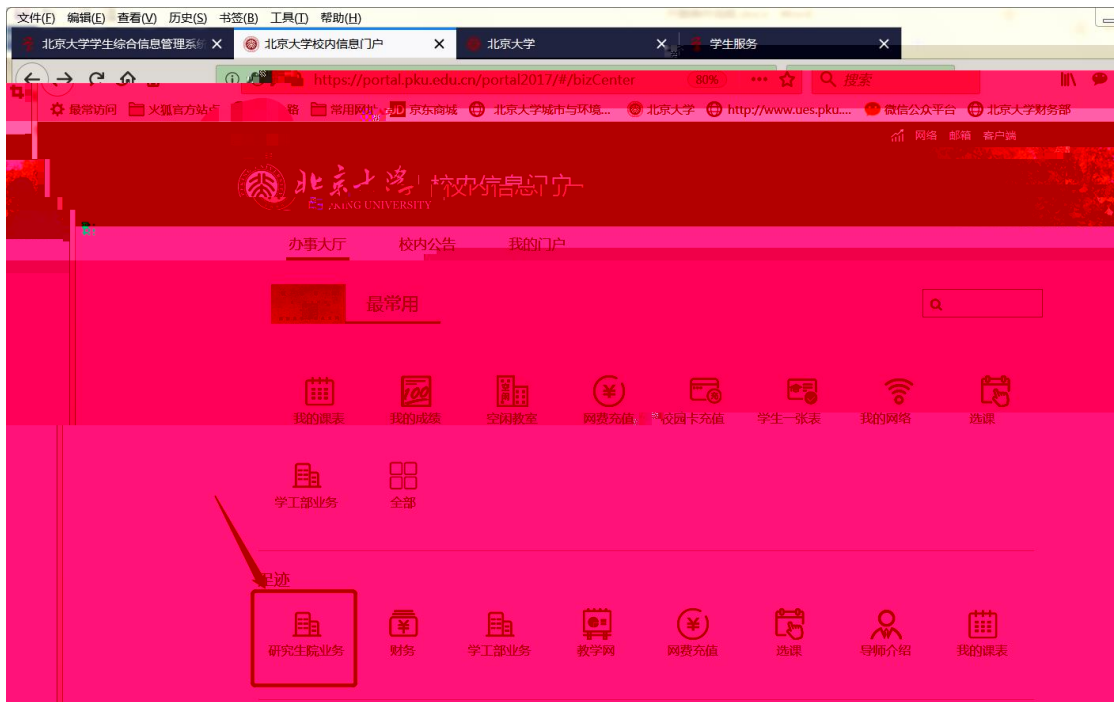 文件(F) 编辑(E) 查看(V) 历史(S) 书签(B) 工具(T) 帮助(H)
北京大学学生综合信息管理系统 北京大学校内信息门户 北京大学 学生服务
https://portal.pku.edu.cn/portal2017/#/bizCenter 80% 搜索
最常访问 火狐官方站点 常用网址 京东商城 北京大学城市与环境... 北京大学 http://www.ues.pku.... 微信公众平台 北京大学财务部
网络 邮箱 客户端
北京大学 校内信息门户
PEKING UNIVERSITY
办事大厅 校内公告 我的门户
最常用
我的课表 我的成绩 空闲教室 网费充值 校园卡充值 学生一张表 我的网络 选课
学工部业务 全部
足迹
研究生院业务 财务 学工部业务 教学网 网费充值 选课 导师介绍 我的课表